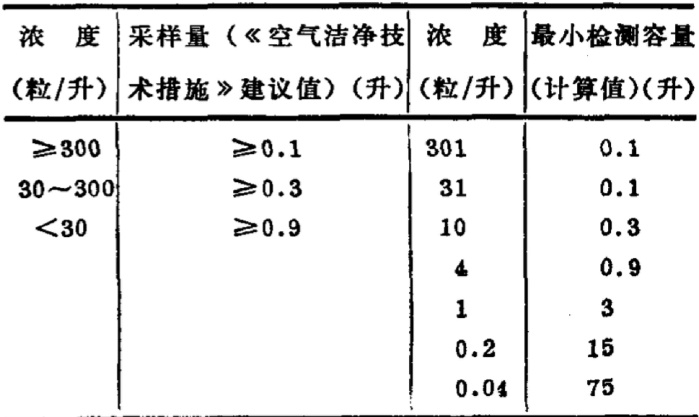 浓 度 采样量(《空气洁净技 浓 度 最小检测容量
(粒/升) 术措施》建议值)(升) (粒/升) (计算值)(升)
≥300 ≥0.1 301 0.1
30~300 ≥0.3 31 0.1
<30 ≥0.9 10 0.3
4 0.9
1 3
0.2 15
0.04 75